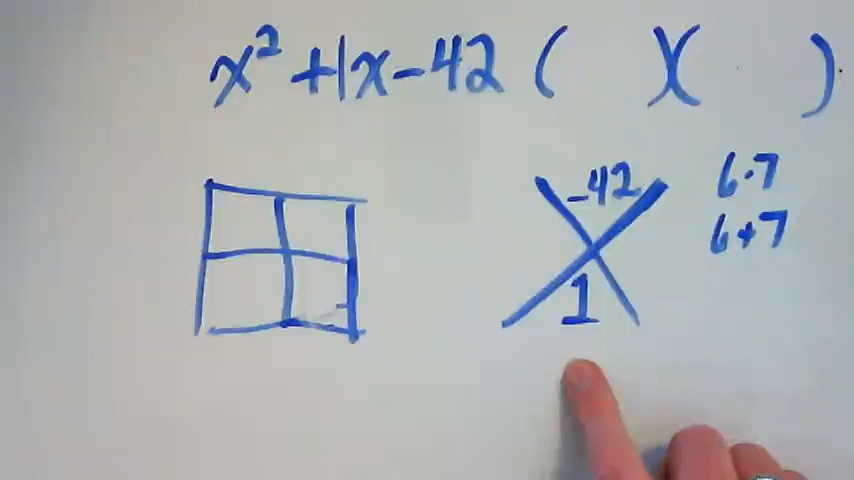 x² +1x-42 (    )(    )
-42
1
6·7
6+7